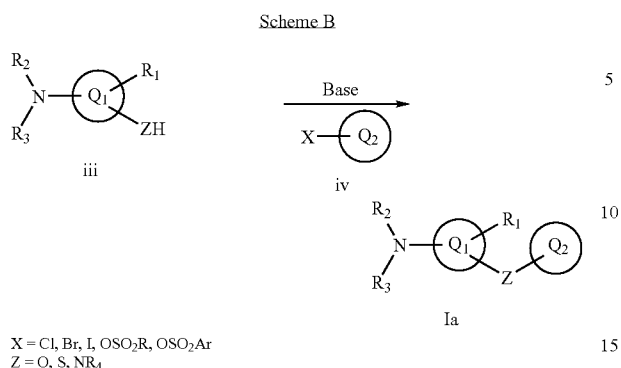 Scheme B
R2
R1
N
Q1
R3
ZH
iii
Base
X
Q2
iv
5
10
R2
R1
N
Q1
Q2
Z
R3
Ia
X = Cl, Br, I, OSO2R, OSO2Ar
Z = O, S, NR4
15